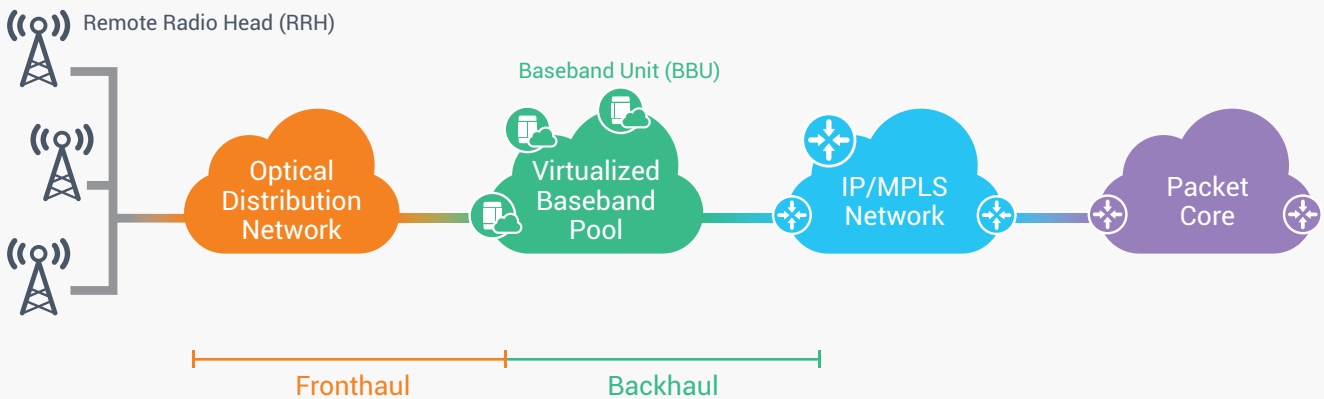 Remote Radio Head (RRH)
Baseband Unit (BBU)
Optical
Distribution
Network
Virtualized
Baseband
Pool
IP/MPLS
Network
Packet
Core
Fronthaul
Backhaul